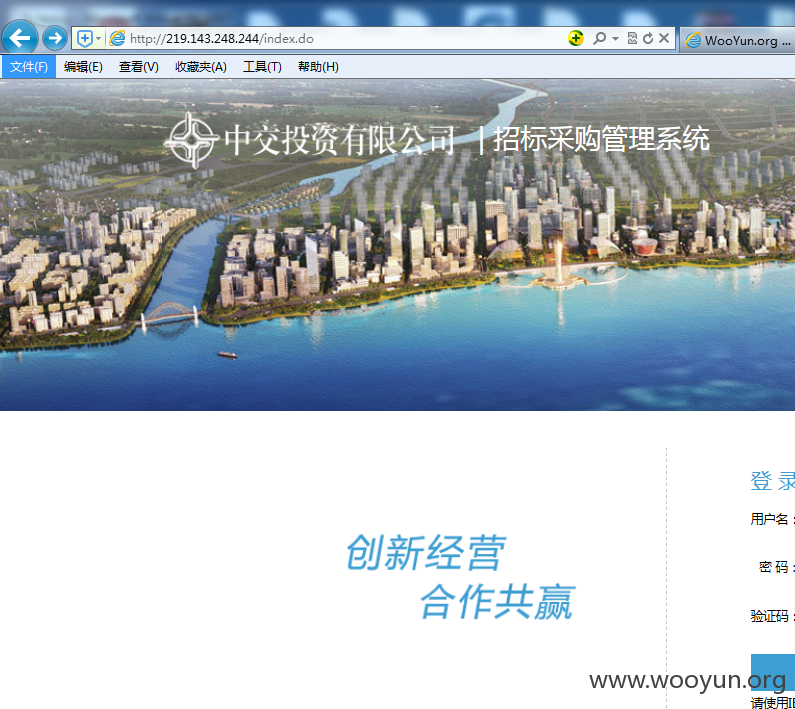 http://219.143.248.244/index.do
WooYun.org ...
文件(F) 编辑(E) 查看(V) 收藏夹(A) 工具(T) 帮助(H)
中交投资有限公司 | 招标采购管理系统
登 录
创新经营
合作共赢
用户名：
密 码：
验证码：
www.wooyun.org
请使用IE